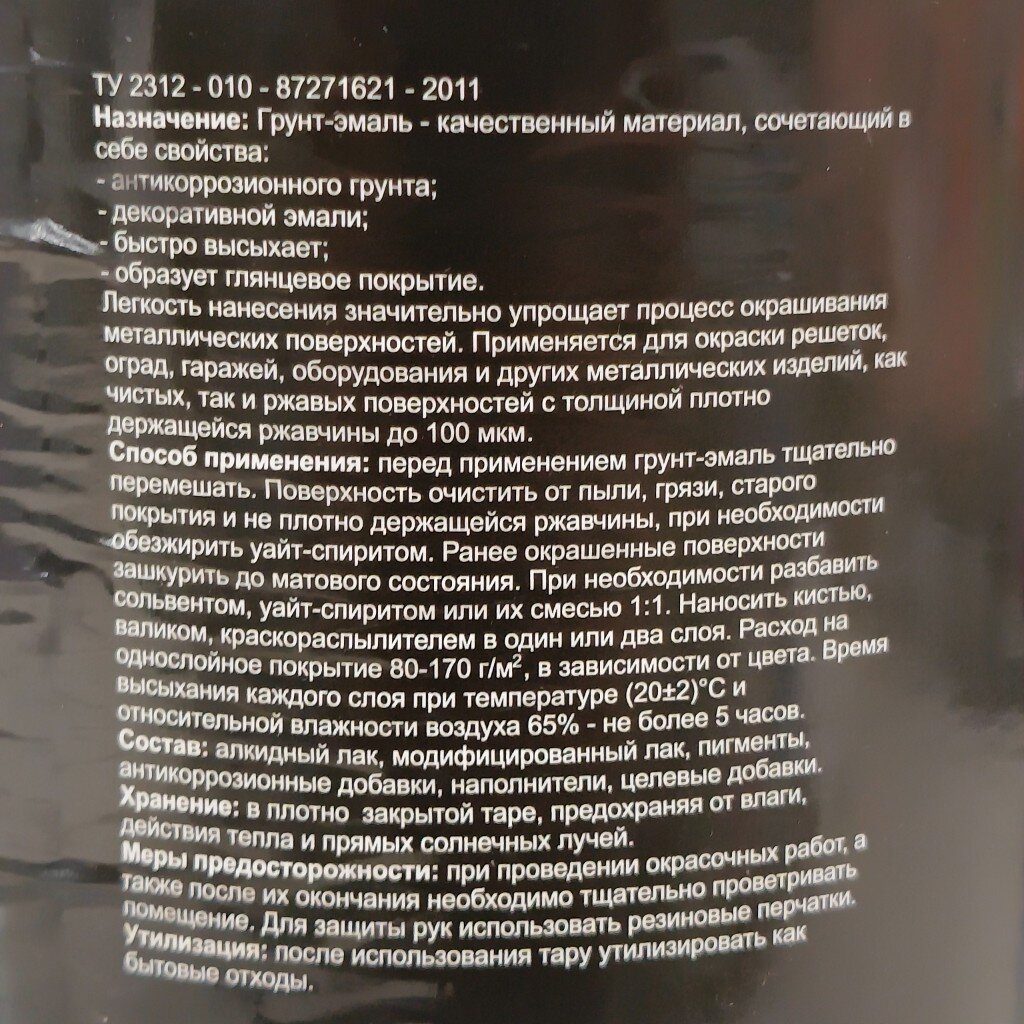 ТУ 2312 - 010 - 87271621 - 2011
Назначение: Грунт-эмаль - качественный материал, сочетающий в
себе свойства:
- антикоррозионного грунта;
- декоративной эмали;
- быстро высыхает;
- образует глянцевое покрытие.
Легкость нанесения значительно упрощает процесс окрашивания
металлических поверхностей. Применяется для окраски решеток,
оград, гаражей, оборудования и других металлических изделий, как
чистых, так и ржавых поверхностей с толщиной плотно
держащейся ржавчины до 100 мкм.
Способ применения: перед применением грунт-эмаль тщательно
перемешать. Поверхность очистить от пыли, грязи, старого
покрытия и не плотно держащейся ржавчины, при необходимости
обезжирить уайт-спиритом. Ранее окрашенные поверхности
зашкурить до матового состояния. При необходимости разбавить
сольвентом, уайт-спиритом или их смесью 1:1. Наносить кистью,
валиком, краскораспылителем в один или два слоя. Расход на
однослойное покрытие 80-170 г/м², в зависимости от цвета. Время
высыхания каждого слоя при температуре (20±2)°С и
относительной влажности воздуха 65% - не более 5 часов.
Состав: алкидный лак, модифицированный лак, пигменты,
антикоррозионные добавки, наполнители, целевые добавки.
Хранение: в плотно закрытой таре, предохраняя от влаги,
действия тепла и прямых солнечных лучей.
Меры предосторожности: при проведении окрасочных работ, а
также после их окончания необходимо тщательно проветривать
помещение. Для защиты рук использовать резиновые перчатки.
Утилизация: после использования тару утилизировать как
бытовые отходы.